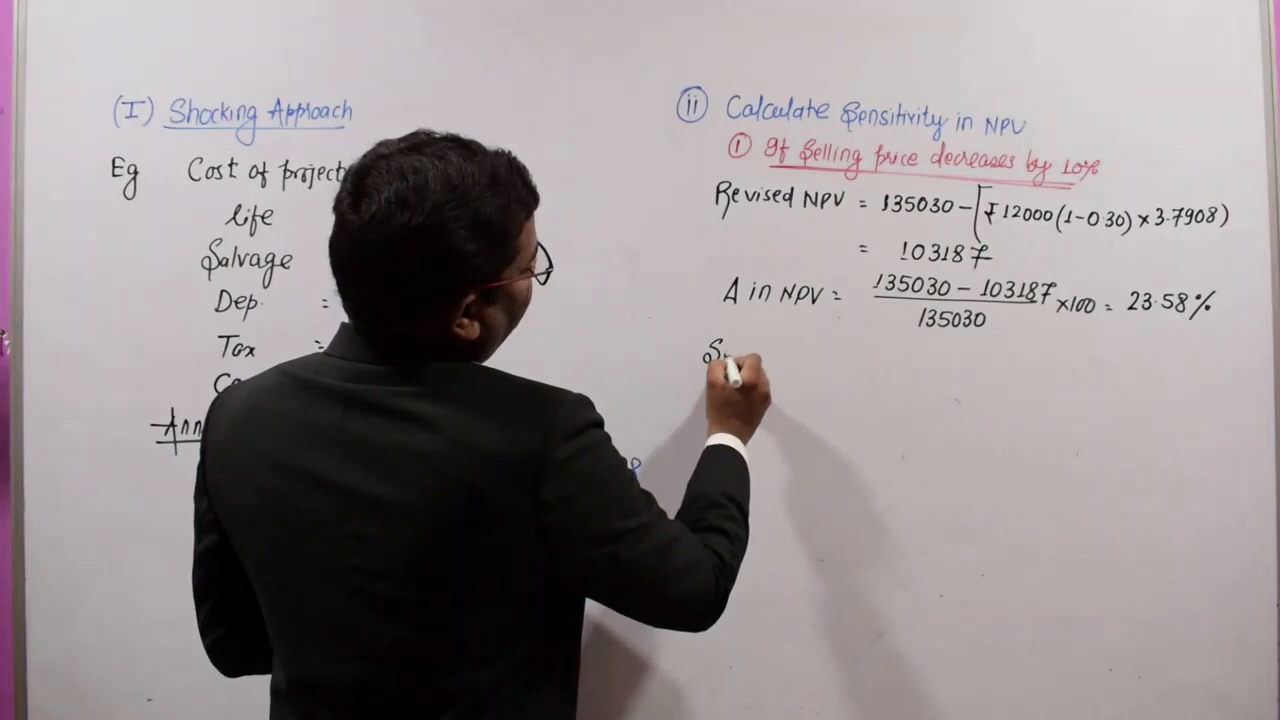 (I) Shocking Approach
Eg Cost of project
life
Salvage
Dep. =
Tax =
Ann
(ii) Calculate Sensitivity in NPV
(1) If Selling price decreases by 10%
Revised NPV = 135030 - [₹ 12000 (1-0.30) × 3.7908)
= 103187
Δ in NPV = 135030 - 103187 / 135030 × 100 = 23.58%